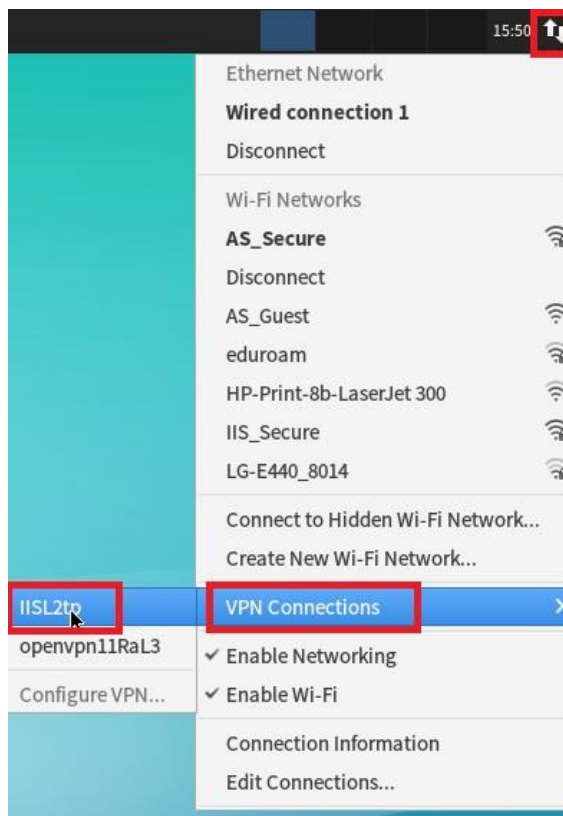 15:50
Ethernet Network
Wired connection 1
Disconnect
Wi-Fi Networks
AS_Secure
Disconnect
AS_Guest
eduroam
HP-Print-8b-LaserJet 300
IIS_Secure
LG-E440_8014
Connect to Hidden Wi-Fi Network...
Create New Wi-Fi Network...
VPN Connections
IISL2tp
openvpn11RaL3
Configure VPN...
Enable Networking
Enable Wi-Fi
Connection Information
Edit Connections...